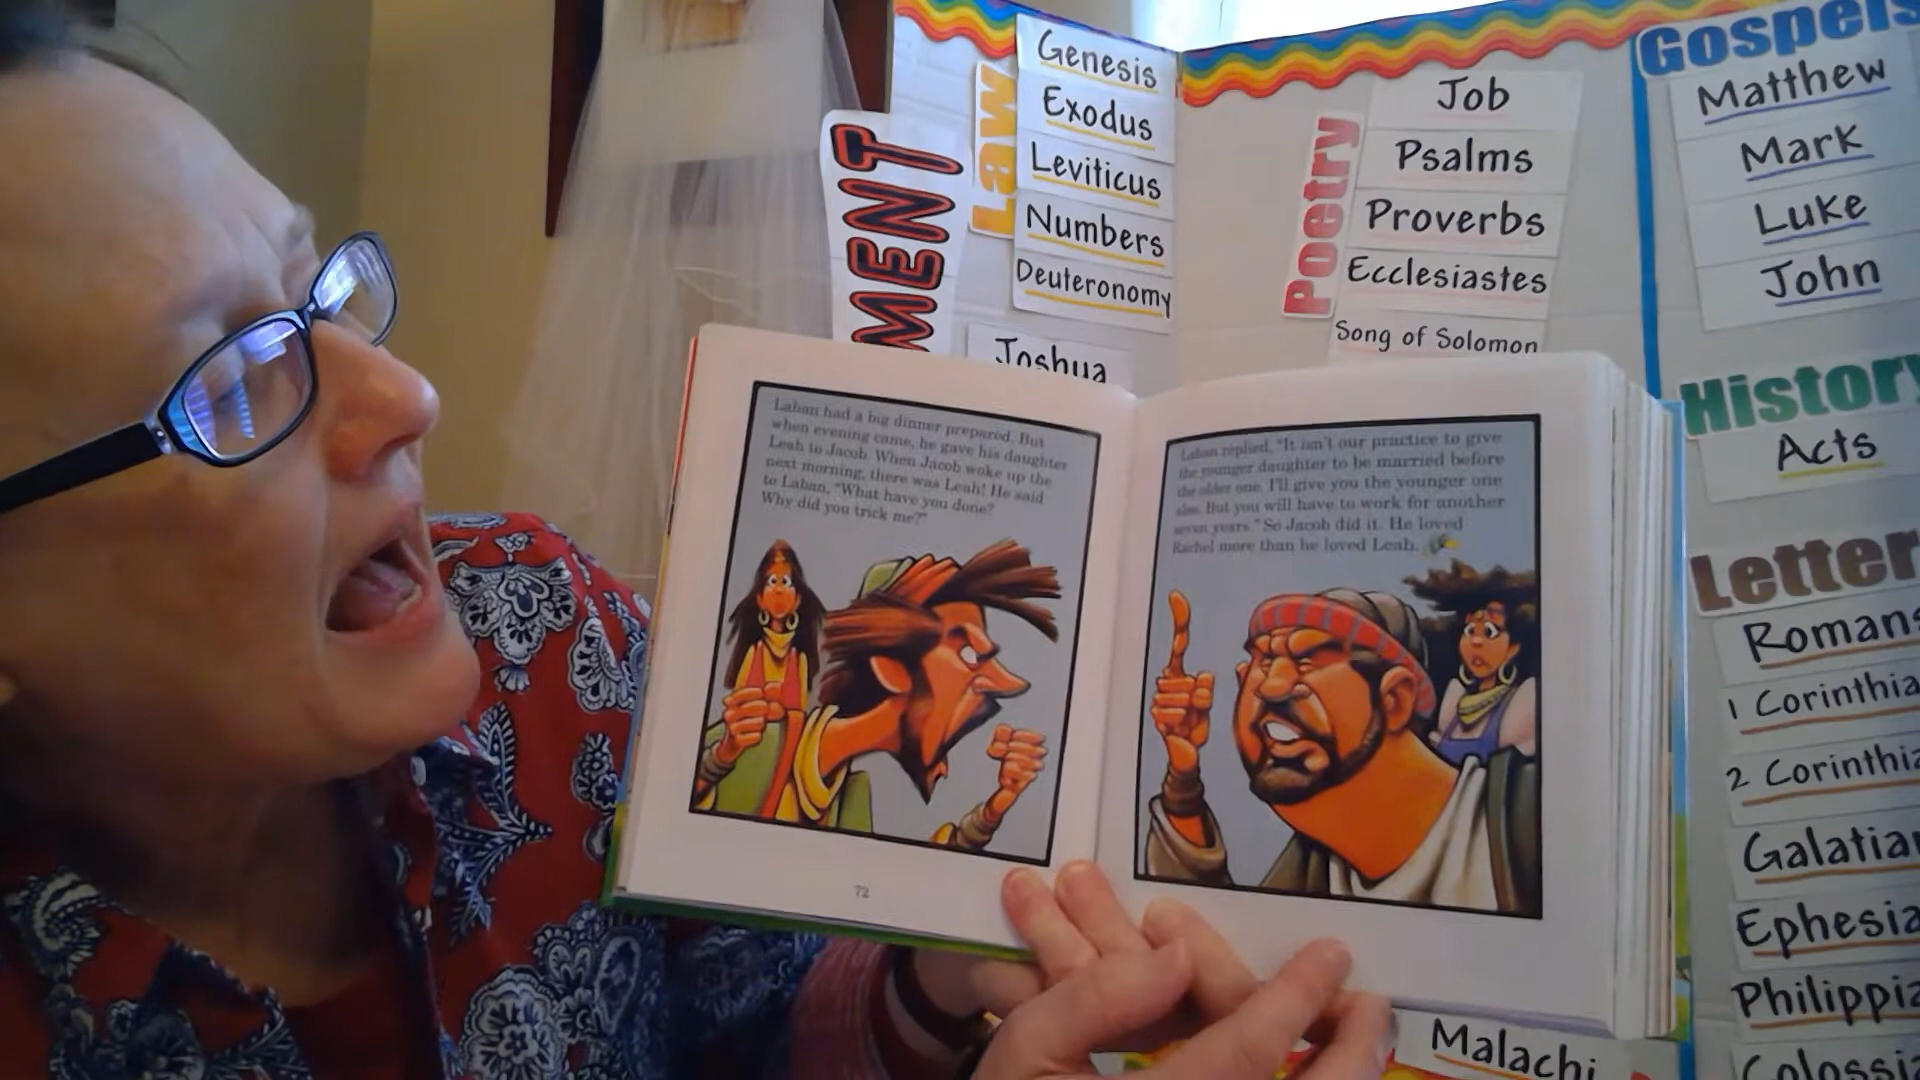 MENT
Law
Genesis
Exodus
Leviticus
Numbers
Deuteronomy
Joshua
Poetry
Job
Psalms
Proverbs
Ecclesiastes
Song of Solomon
Gospels
Matthew
Mark
Luke
John
History
Acts
Letter
Romans
1 Corinthia
2 Corinthia
Galatia
Ephesia
Philippia
Colossi
Malachi
Laban had a big dinner prepared. But
when evening came, he gave his daughter
Leah to Jacob. When Jacob woke up the
next morning, there was Leah! He said
to Laban, "What have you done?
Why did you trick me?"
72
Laban replied, "It isn't our practice to give
the younger daughter to be married before
the older one. I'll give you the younger one
also. But you will have to work for another
seven years." So Jacob did it. He loved
Rachel more than he loved Leah.